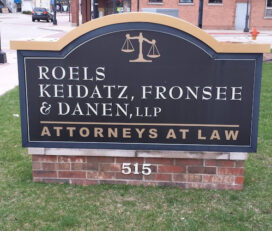 ROELS
KEIDATZ, FRONSEE
& DANEN, LLP
ATTORNEYS AT LAW
515